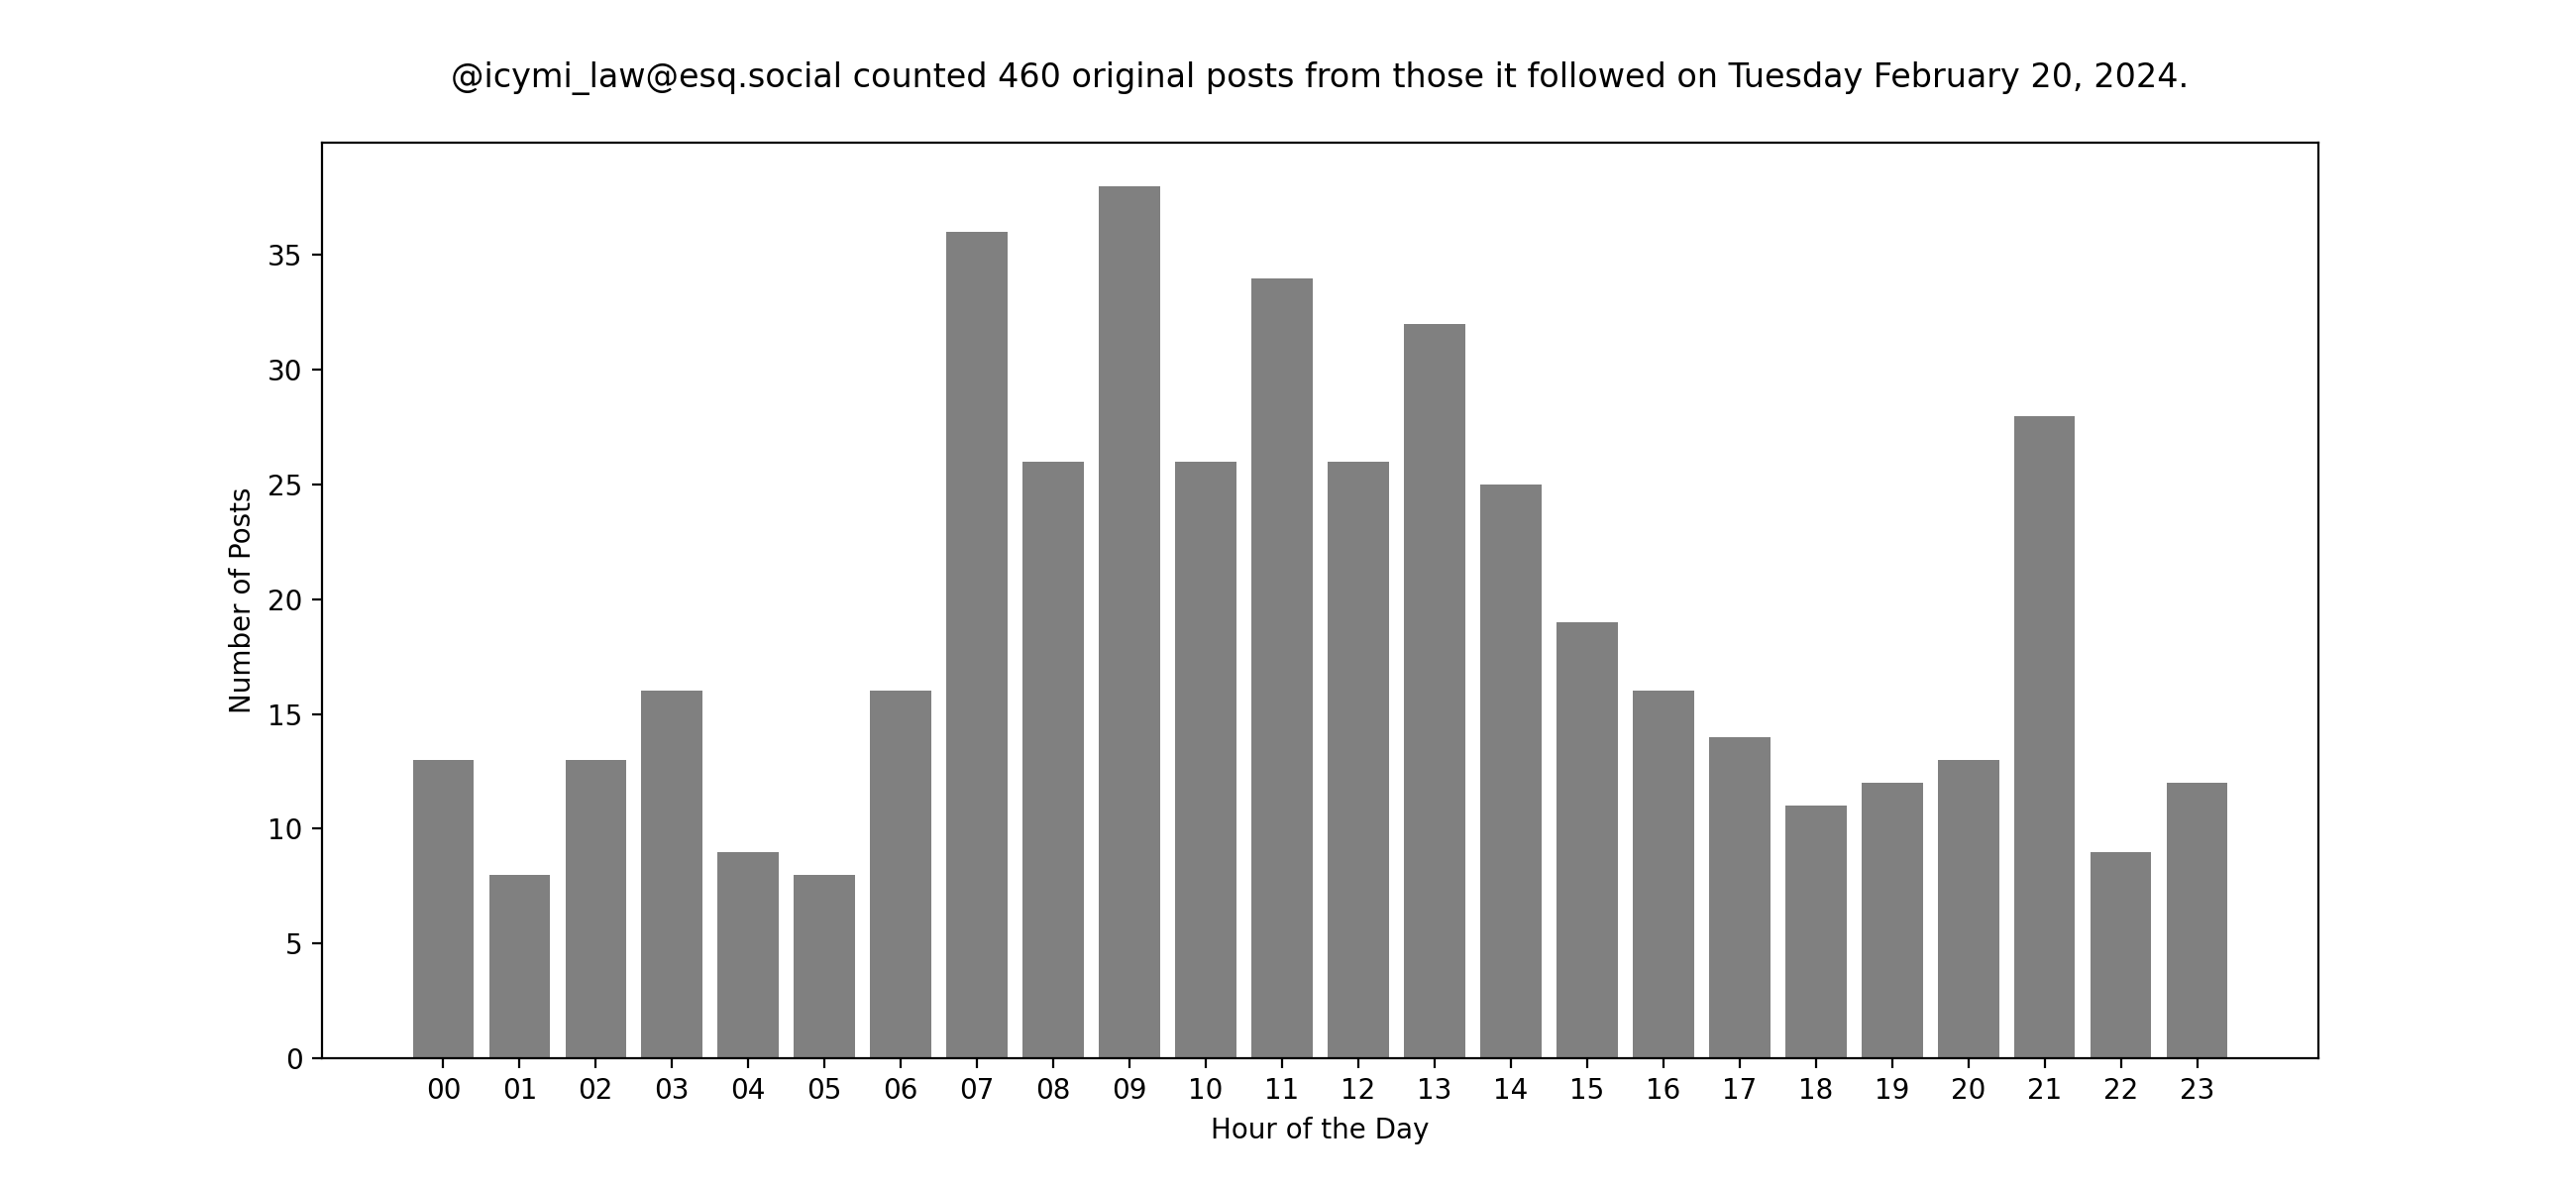 @icymi_law@esq.social counted 460 original posts from those it followed on Tuesday February 20, 2024.
Number of Posts
35
30
25
20
15
10
5
0
00 01 02 03 04 05 06 07 08 09 10 11 12 13 14 15 16 17 18 19 20 21 22 23
Hour of the Day